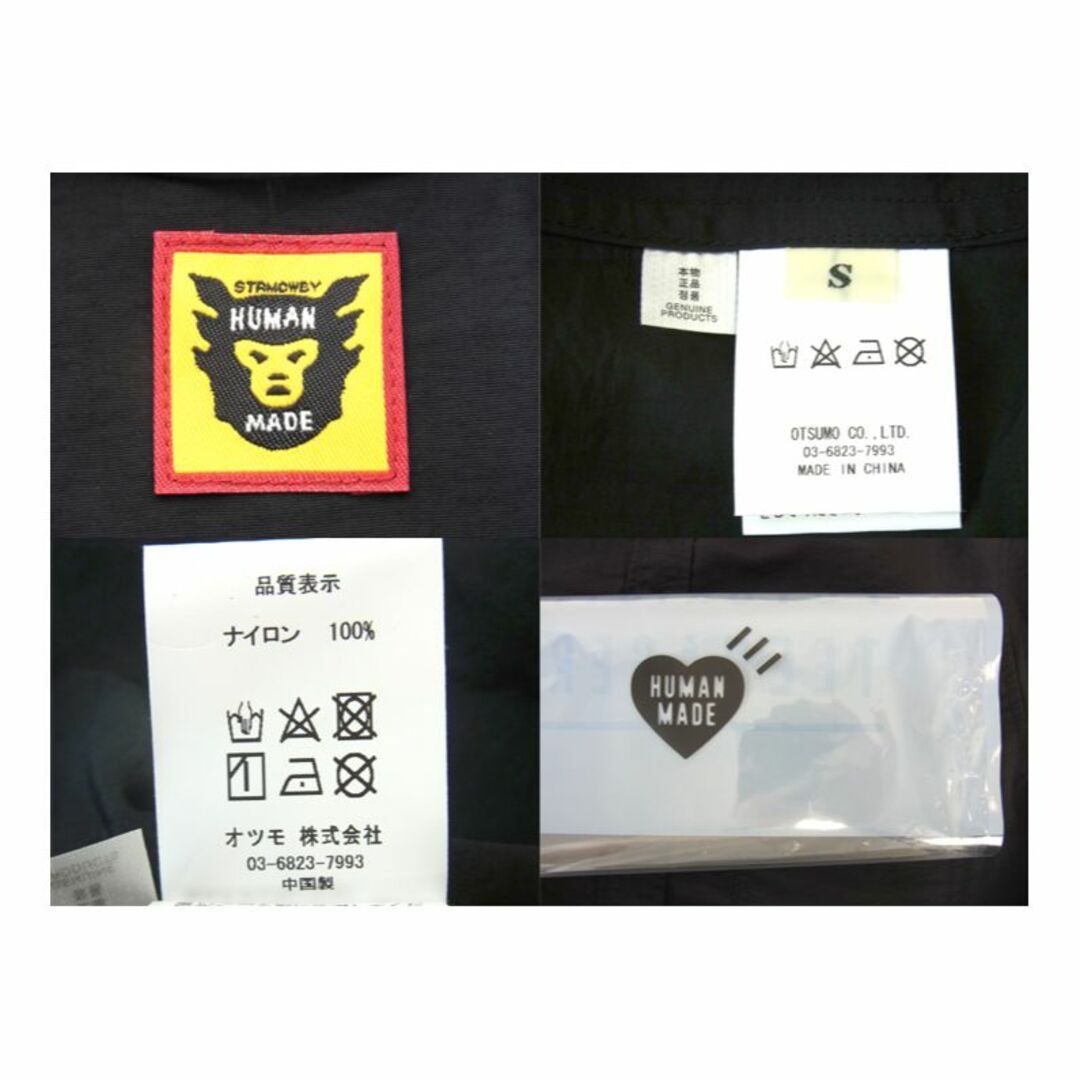 STRMCWBY
HUMAN
MADE
本物
正品
정품
GENUINE
PRODUCTS
S
OTSUMO CO.,LTD.
03-6823-7993
MADE IN CHINA
品質表示
ナイロン 100%
オツモ 株式会社
03-6823-7993
中国製
HUMAN
MADE